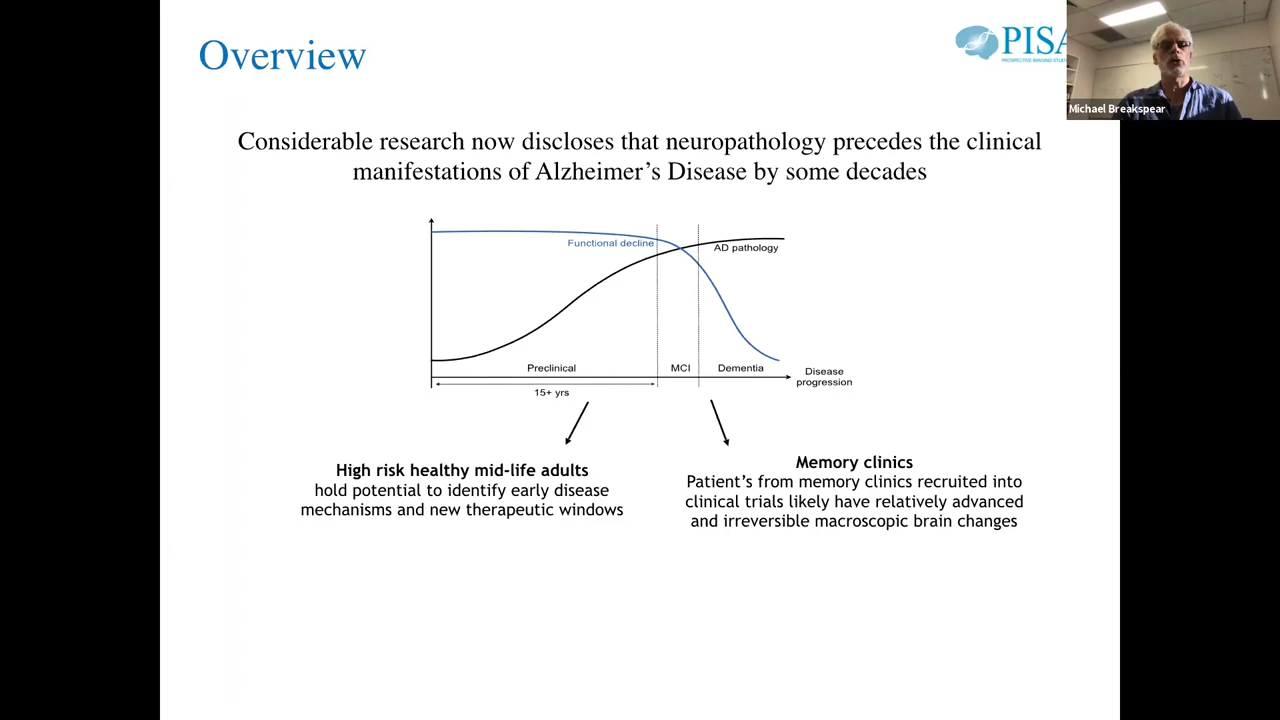 Overview
PISA
PROSPECTIVE IMAGING STUD
Michael Breakspear
Considerable research now discloses that neuropathology precedes the clinical
manifestations of Alzheimer's Disease by some decades
Functional decline
AD pathology
Preclinical
MCI
Dementia
Disease
progression
15+ yrs
High risk healthy mid-life adults
hold potential to identify early disease
mechanisms and new therapeutic windows
Memory clinics
Patient's from memory clinics recruited into
clinical trials likely have relatively advanced
and irreversible macroscopic brain changes